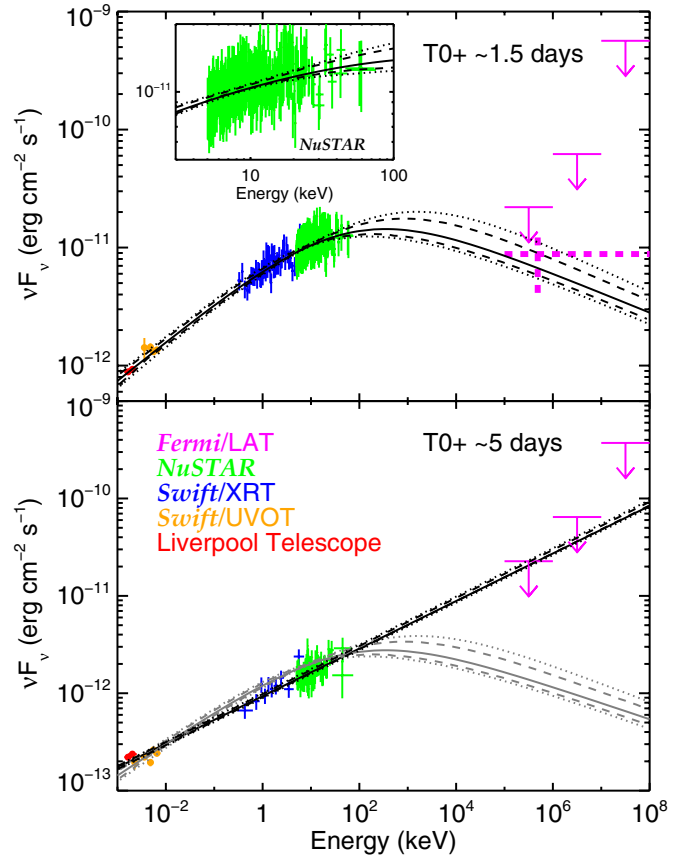 T0+ ~1.5 days
10⁻⁹
10⁻¹⁰
10⁻¹¹
10⁻¹²
νFν (erg cm⁻² s⁻¹)
10⁻¹¹
NuSTAR
10
100
Energy (keV)
T0+ ~5 days
Fermi/LAT
NuSTAR
Swift/XRT
Swift/UVOT
Liverpool Telescope
10⁻⁹
10⁻¹⁰
10⁻¹¹
10⁻¹²
10⁻¹³
νFν (erg cm⁻² s⁻¹)
10⁻²
1
10²
10⁴
10⁶
10⁸
Energy (keV)